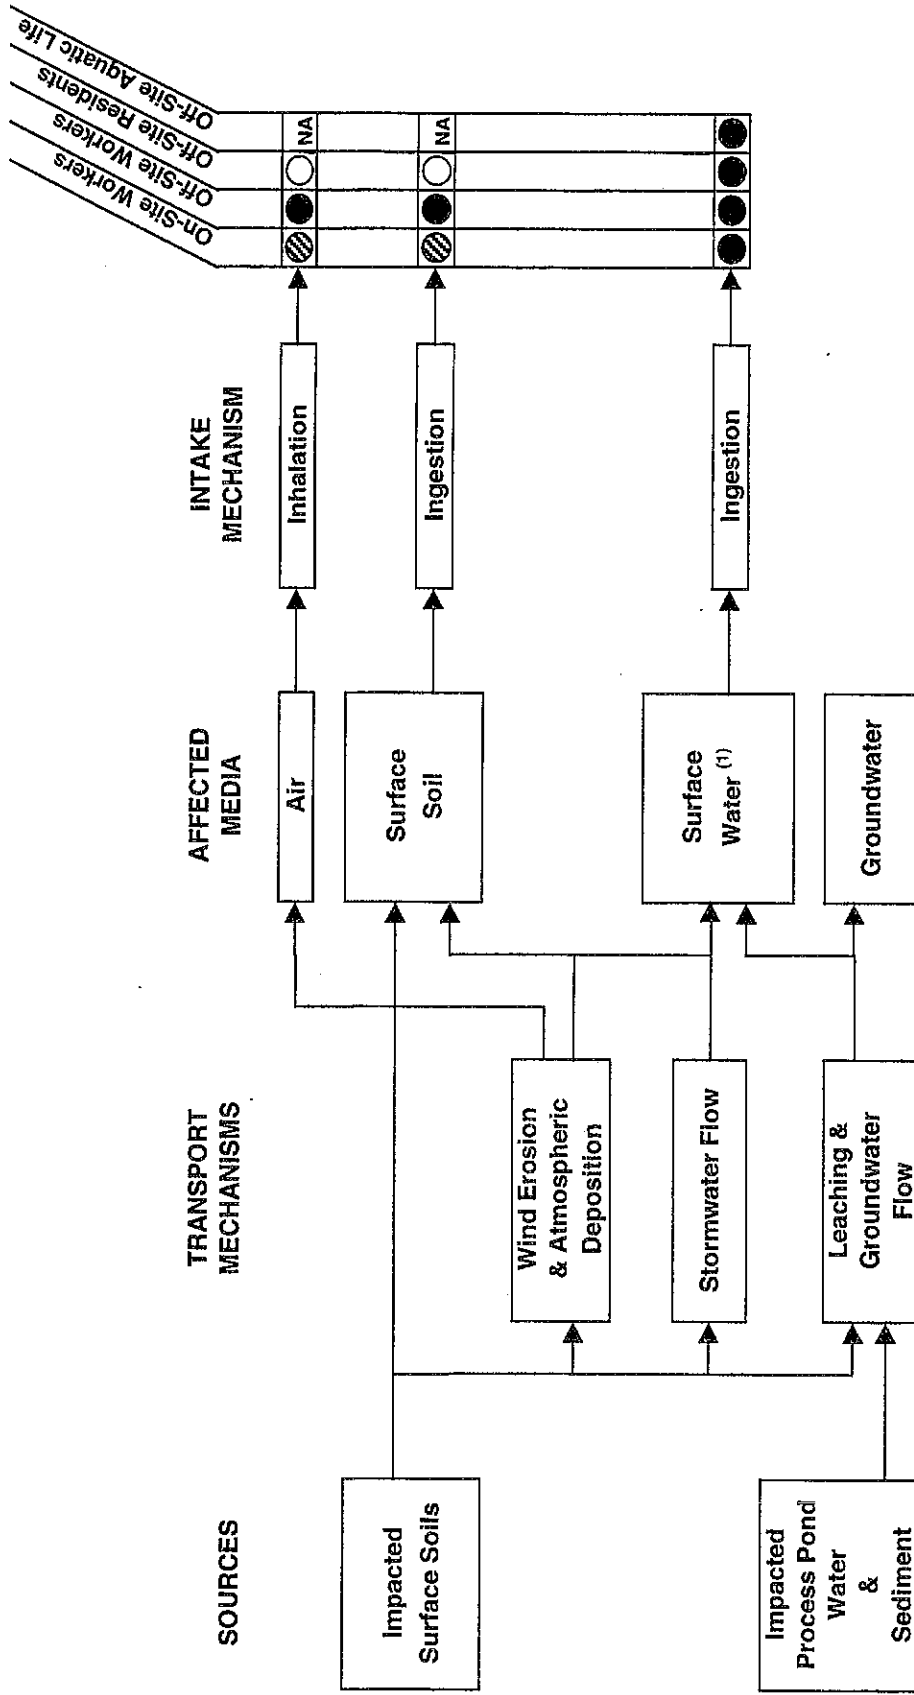 SOURCES
TRANSPORT
MECHANISMS
AFFECTED
MEDIA
INTAKE
MECHANISM
On-Site Workers
Off-Site Workers
Off-Site Residents
Off-Site Aquatic Life
Impacted
Surface Soils
Impacted
Process Pond
Water
&
Sediment
Wind Erosion
& Atmospheric
Deposition
Stormwater Flow
Leaching &
Groundwater
Flow
Air
Surface
Soil
Surface
Water (1)
Groundwater
Inhalation
Ingestion
Ingestion
NA
NA